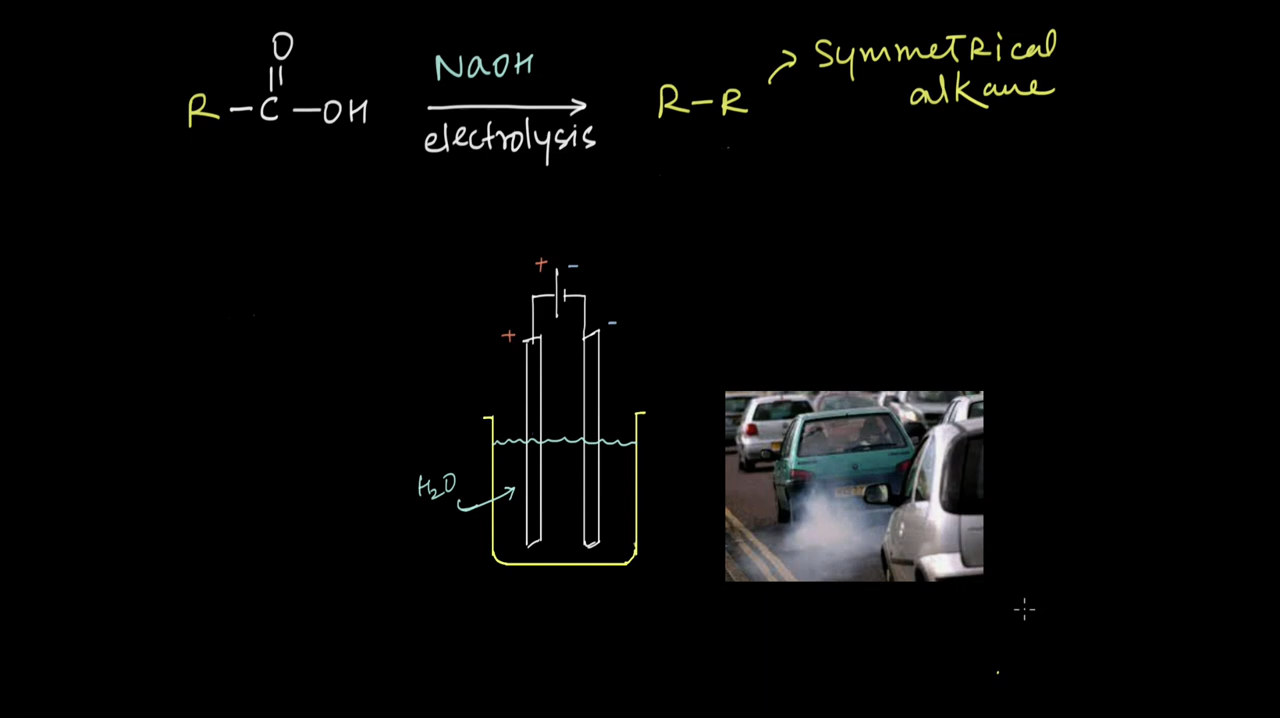 O
||
R-C-OH
NaOH
electrolysis
R-R
Symmetrical
alkane
+ -
+ -
H₂O